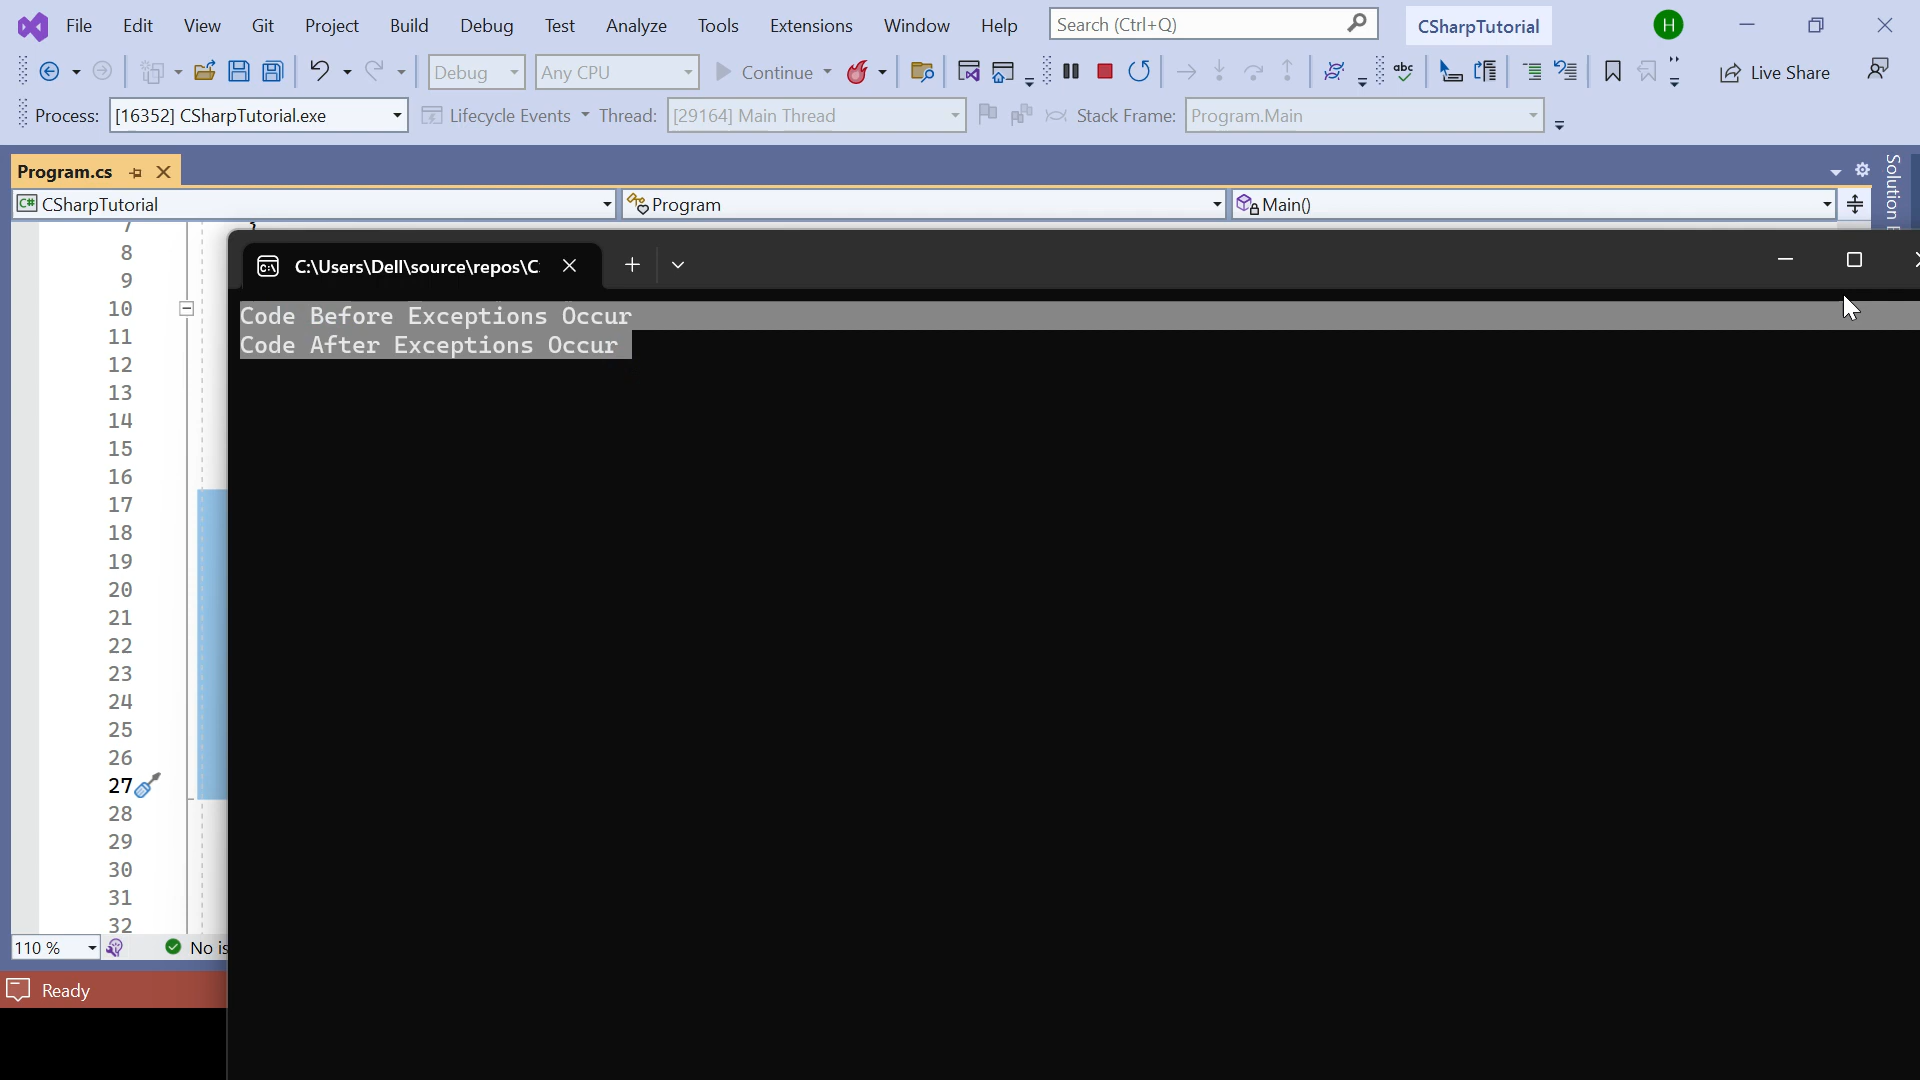 File Edit View Git Project Build Debug Test Analyze Tools Extensions Window Help Search (Ctrl+Q) CSharpTutorial H
Debug Any CPU Continue abc Live Share
Process: [16352] CSharpTutorial.exe Lifecycle Events Thread: [29164] Main Thread Stack Frame: Program.Main
Program.cs
Solution
C# CSharpTutorial Program Main()
7
8
C:\Users\Dell\source\repos\C
9
10
Code Before Exceptions Occur
11
Code After Exceptions Occur
12
13
14
15
16
17
18
19
20
21
22
23
24
25
26
27
28
29
30
31
32
110 % No is
Ready